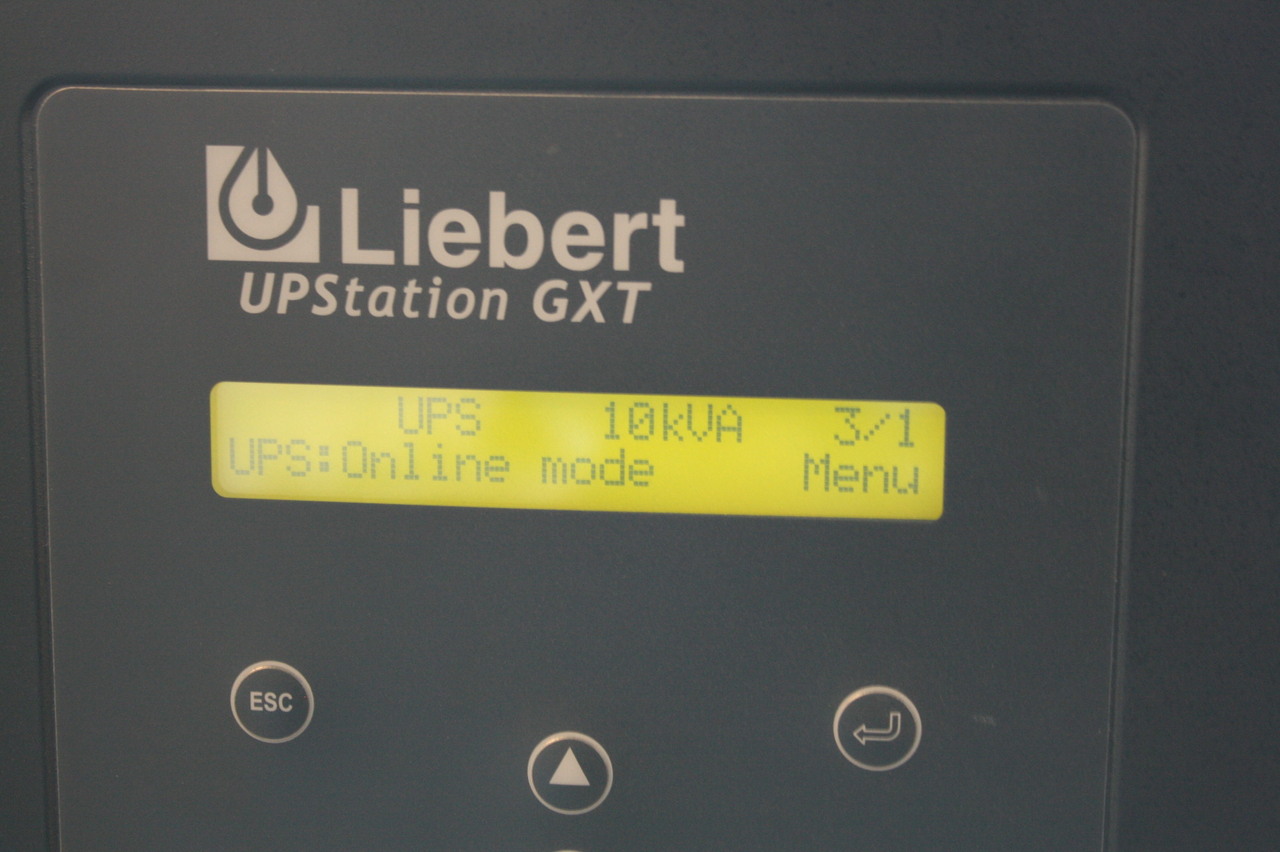 Liebert
UPStation GXT
UPS 10kVA 3/1
UPS:Online mode Menu
ESC